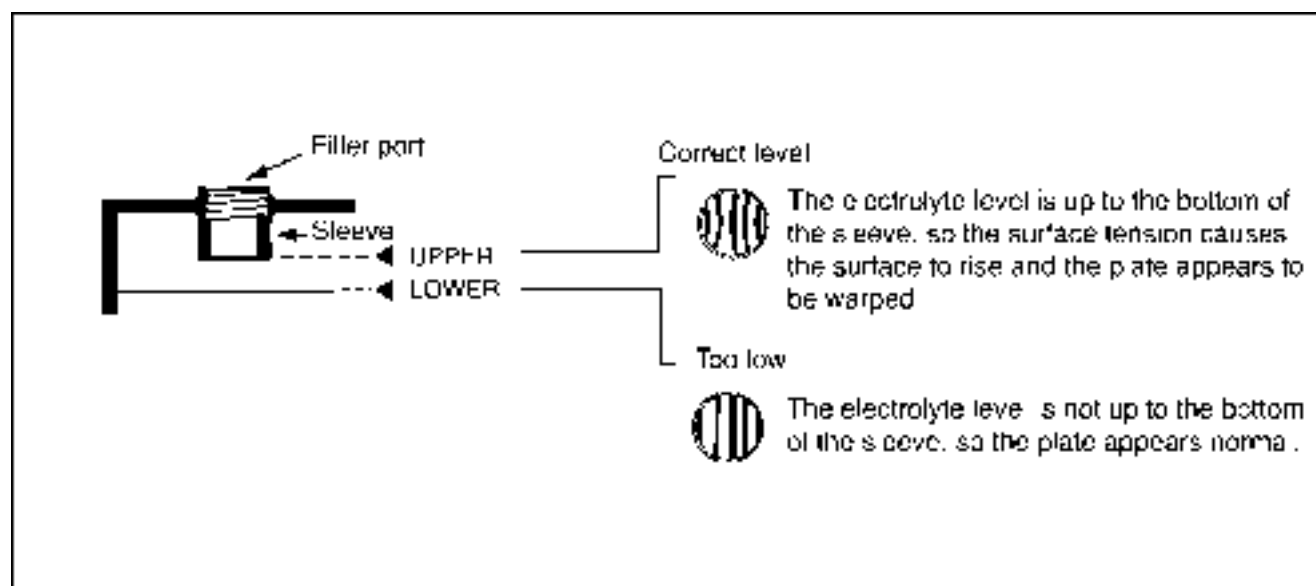 Filler port
Sleeve
UPPER
LOWER
Correct level
The electrolyte level is up to the bottom of
the sleeve, so the surface tension causes
the surface to rise and the plate appears to
be warped
Too low
The electrolyte level is not up to the bottom
of the sleeve, so the plate appears normal.